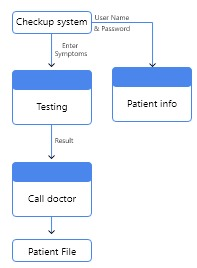 Checkup system
User Name
& Password
Enter
Symptoms
Testing
Patient info
Result
Call doctor
Patient File